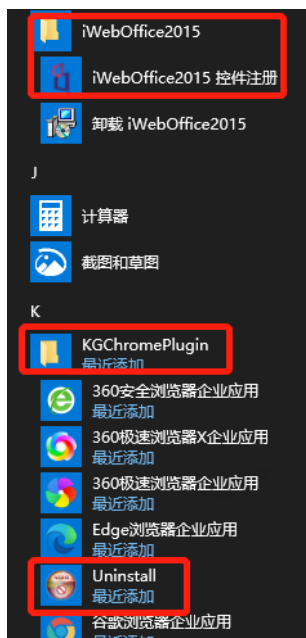 iWebOffice2015
iWebOffice2015 控件注册
卸载 iWebOffice2015
J
计算器
截图和草图
K
KGChromePlugin
最近添加
360安全浏览器企业应用
最近添加
360极速浏览器X企业应用
最近添加
360极速浏览器企业应用
最近添加
Edge浏览器企业应用
最近添加
Uninstall
最近添加
谷歌浏览器企业应用
最近添加